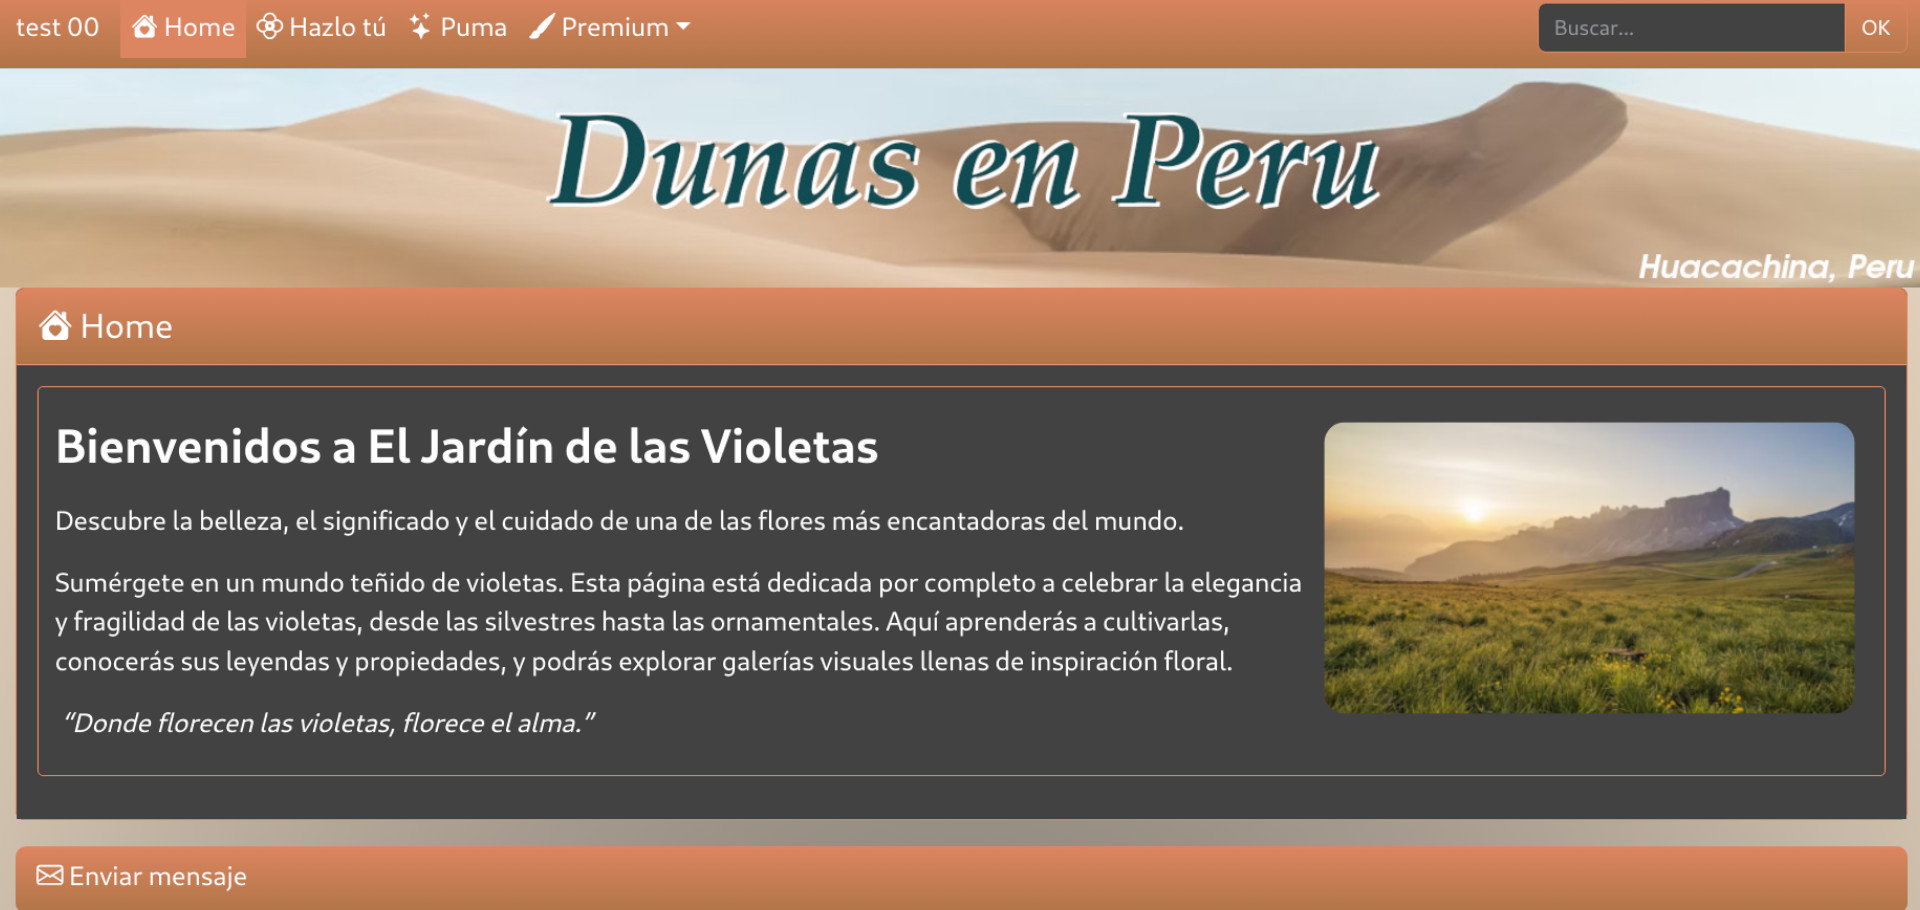 test 00 Home Hazlo tú Puma Premium Buscar... OK
Dunas en Peru
Huacachina, Peru
Home
Bienvenidos a El Jardín de las Violetas
Descubre la belleza, el significado y el cuidado de una de las flores más encantadoras del mundo.
Sumérgete en un mundo teñido de violetas. Esta página está dedicada por completo a celebrar la elegancia
y fragilidad de las violetas, desde las silvestres hasta las ornamentales. Aquí aprenderás a cultivarlas,
conocerás sus leyendas y propiedades, y podrás explorar galerías visuales llenas de inspiración floral.
“Donde florecen las violetas, florece el alma.”
Enviar mensaje